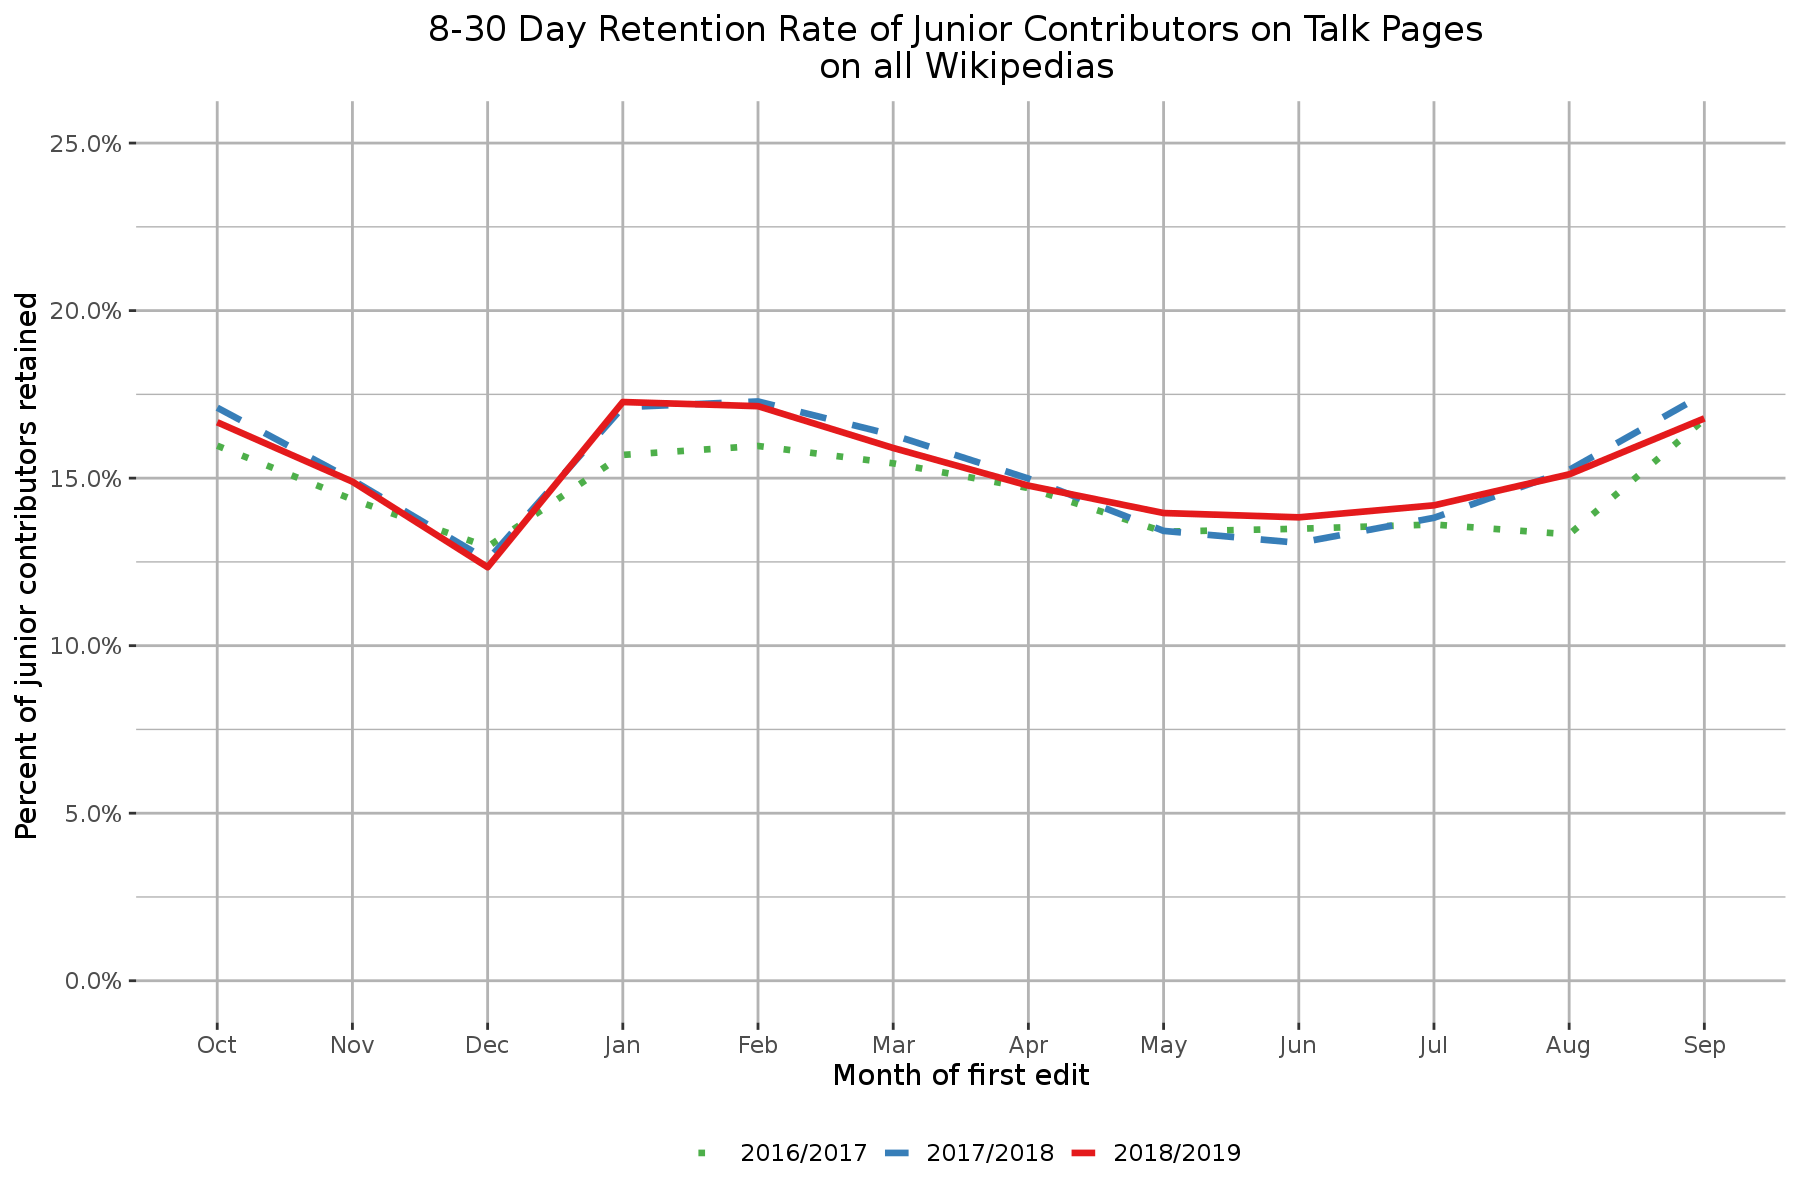 8-30 Day Retention Rate of Junior Contributors on Talk Pages
on all Wikipedias
Percent of junior contributors retained
25.0%
20.0%
15.0%
10.0%
5.0%
0.0%
Oct Nov Dec Jan Feb Mar Apr May Jun Jul Aug Sep
Month of first edit
2016/2017 2017/2018 2018/2019